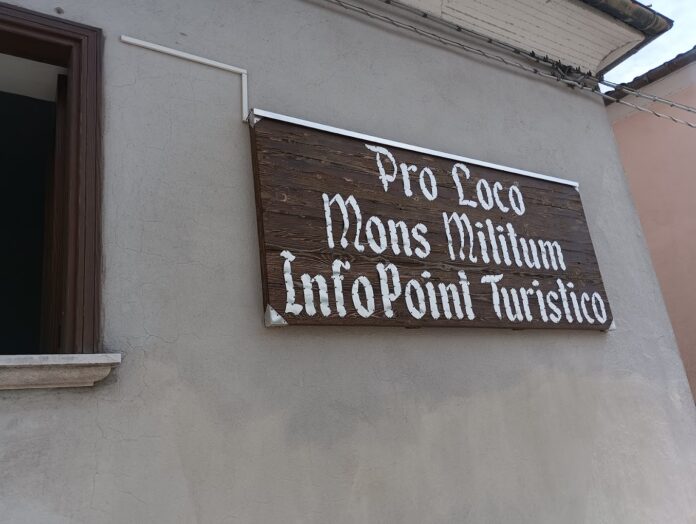 Pro Loco
Mons Militum
InfoPoint Turistico